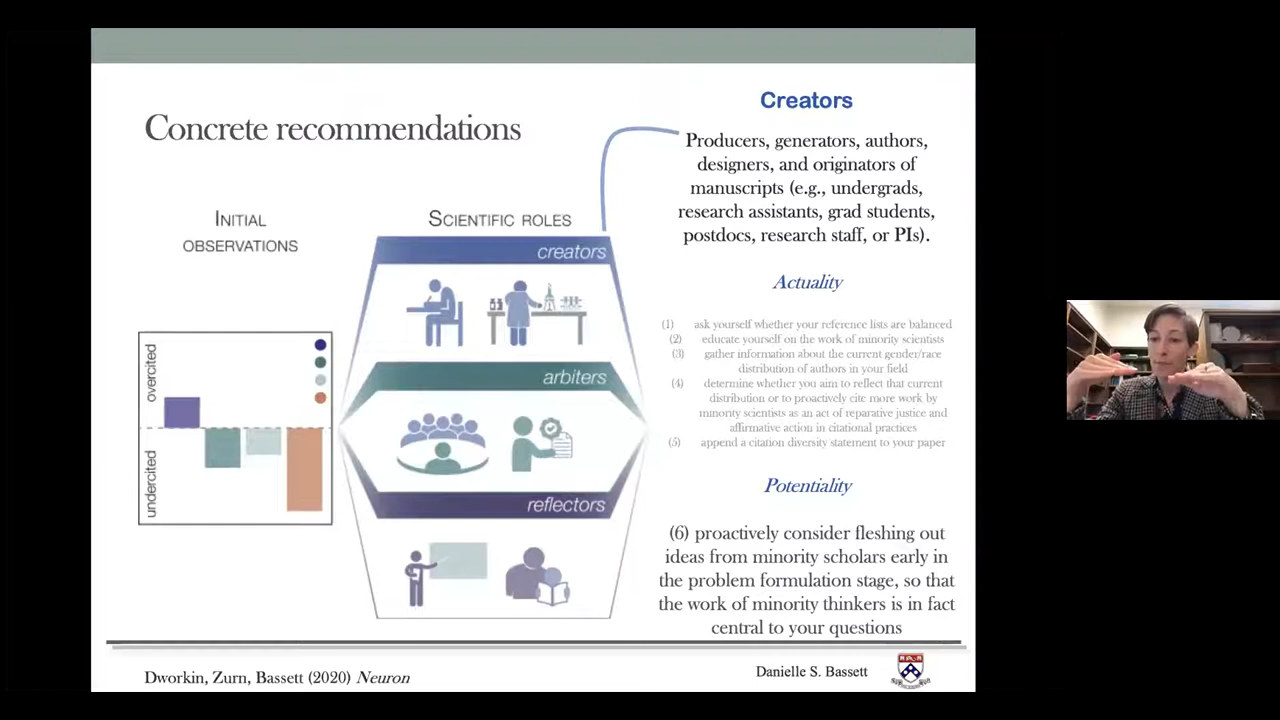 Concrete recommendations
INITIAL
OBSERVATIONS
overcited
undercited
SCIENTIFIC ROLES
creators
arbiters
reflectors
Creators
Producers, generators, authors,
designers, and originators of
manuscripts (e.g., undergrads,
research assistants, grad students,
postdocs, research staff, or PIs).
Actuality
(1) ask yourself whether your reference lists are balanced
(2) educate yourself on the work of minority scientists
(3) gather information about the current gender/race
distribution of authors in your field
(4) determine whether you aim to reflect that current
distribution or to proactively cite more work by
minority scientists as an act of reparative justice and
affirmative action in citational practices
(5) append a citation diversity statement to your paper
Potentiality
(6) proactively consider fleshing out
ideas from minority scholars early in
the problem formulation stage, so that
the work of minority thinkers is in fact
central to your questions
Dworkin, Zurn, Bassett (2020) Neuron
Danielle S. Bassett